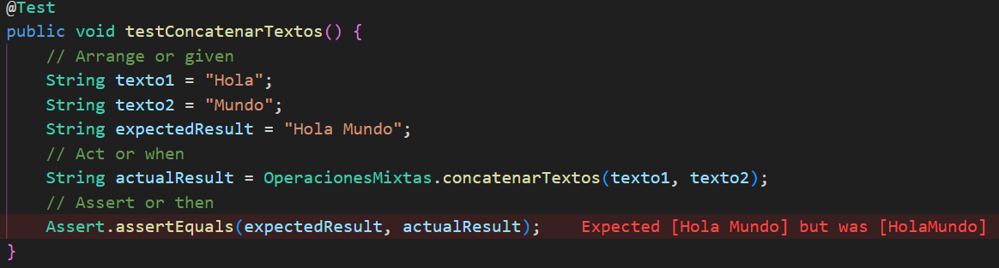 @Test
public void testConcatenarTextos() {
// Arrange or given
String texto1 = "Hola";
String texto2 = "Mundo";
String expectedResult = "Hola Mundo";
// Act or when
String actualResult = OperacionesMixtas.concatenarTextos(texto1, texto2);
// Assert or then
Assert.assertEquals(expectedResult, actualResult); Expected [Hola Mundo] but was [HolaMundo]
}